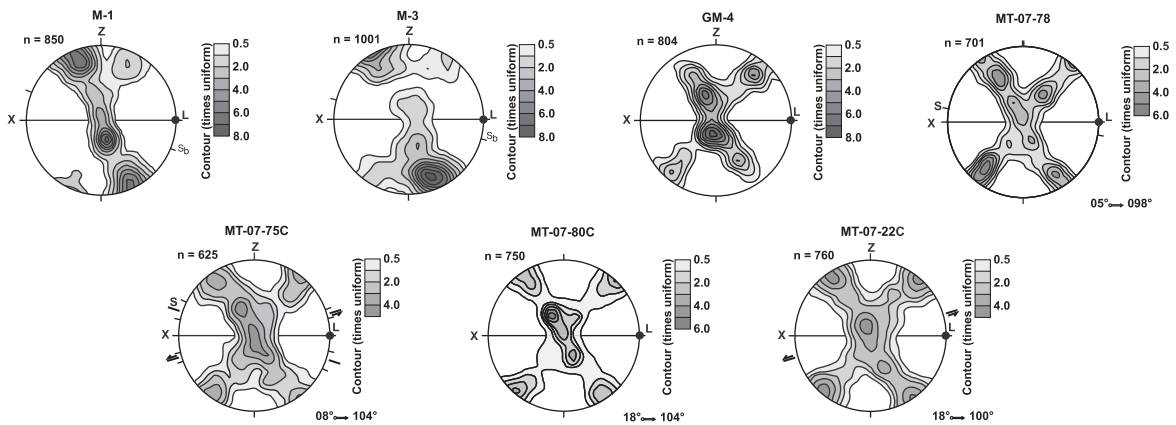 M-1
n = 850
Z
X
L
Sb
Contour (times uniform)
0.5
2.0
4.0
6.0
8.0
M-3
n = 1001
Z
X
L
Sb
Contour (times uniform)
0.5
2.0
4.0
6.0
8.0
GM-4
n = 804
Z
X
L
Contour (times uniform)
0.5
2.0
4.0
6.0
8.0
MT-07-78
n = 701
S
X
L
Contour (times uniform)
0.5
2.0
4.0
6.0
05° → 098°
MT-07-75C
n = 625
Z
S
X
L
Contour (times uniform)
0.5
2.0
4.0
08° → 104°
MT-07-80C
n = 750
X
L
Contour (times uniform)
0.5
2.0
4.0
6.0
18° → 104°
MT-07-22C
n = 760
Z
X
L
Contour (times uniform)
0.5
2.0
4.0
18° → 100°